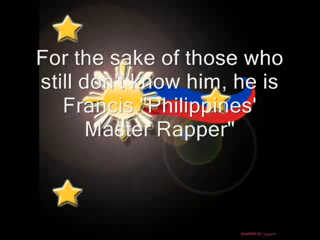 For the sake of those who
still don't know him, he is
Francis "Philippines'
Master Rapper"